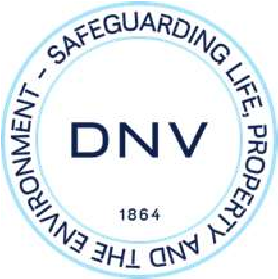 SAFEGUARDING LIFE, PROPERTY AND THE ENVIRONMENT -
DNV
1864